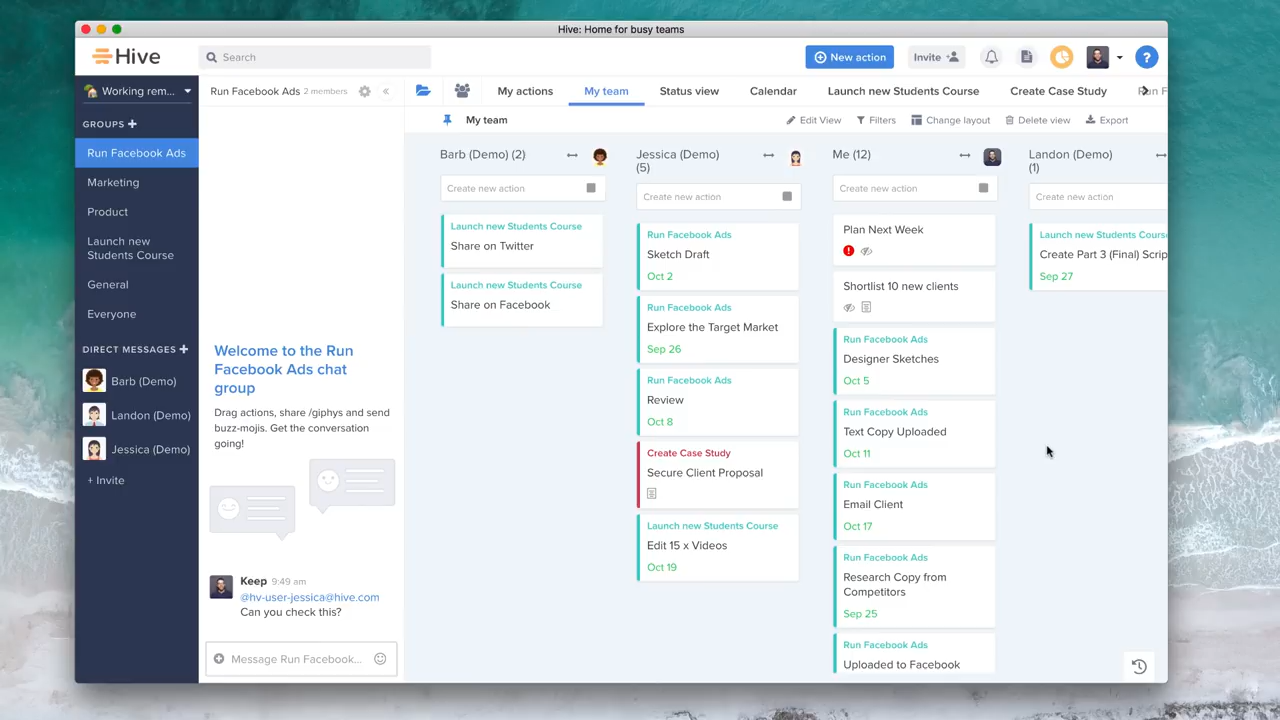 Hive: Home for busy teams
Hive
Search
New action
Invite
?
Working rem...
GROUPS
Run Facebook Ads
Marketing
Product
Launch new
Students Course
General
Everyone
DIRECT MESSAGES
Barb (Demo)
Landon (Demo)
Jessica (Demo)
+ Invite
Run Facebook Ads 2 members
Welcome to the Run
Facebook Ads chat
group
Drag actions, share /giphys and send
buzz-mojis. Get the conversation
going!
Keep 9:49 am
@hv-user-jessica@hive.com
Can you check this?
Message Run Facebook...
My actions
My team
Status view
Calendar
Launch new Students Course
Create Case Study
Run F
My team
Edit View
Filters
Change layout
Delete view
Export
Barb (Demo) (2)
Create new action
Launch new Students Course
Share on Twitter
Launch new Students Course
Share on Facebook
Jessica (Demo)
(5)
Create new action
Run Facebook Ads
Sketch Draft
Oct 2
Run Facebook Ads
Explore the Target Market
Sep 26
Run Facebook Ads
Review
Oct 8
Create Case Study
Secure Client Proposal
Launch new Students Course
Edit 15 x Videos
Oct 19
Me (12)
Create new action
Plan Next Week
Shortlist 10 new clients
Run Facebook Ads
Designer Sketches
Oct 5
Run Facebook Ads
Text Copy Uploaded
Oct 11
Run Facebook Ads
Email Client
Oct 17
Run Facebook Ads
Research Copy from
Competitors
Sep 25
Run Facebook Ads
Uploaded to Facebook
Landon (Demo)
(1)
Create new action
Launch new Students Cours
Create Part 3 (Final) Scrip
Sep 27